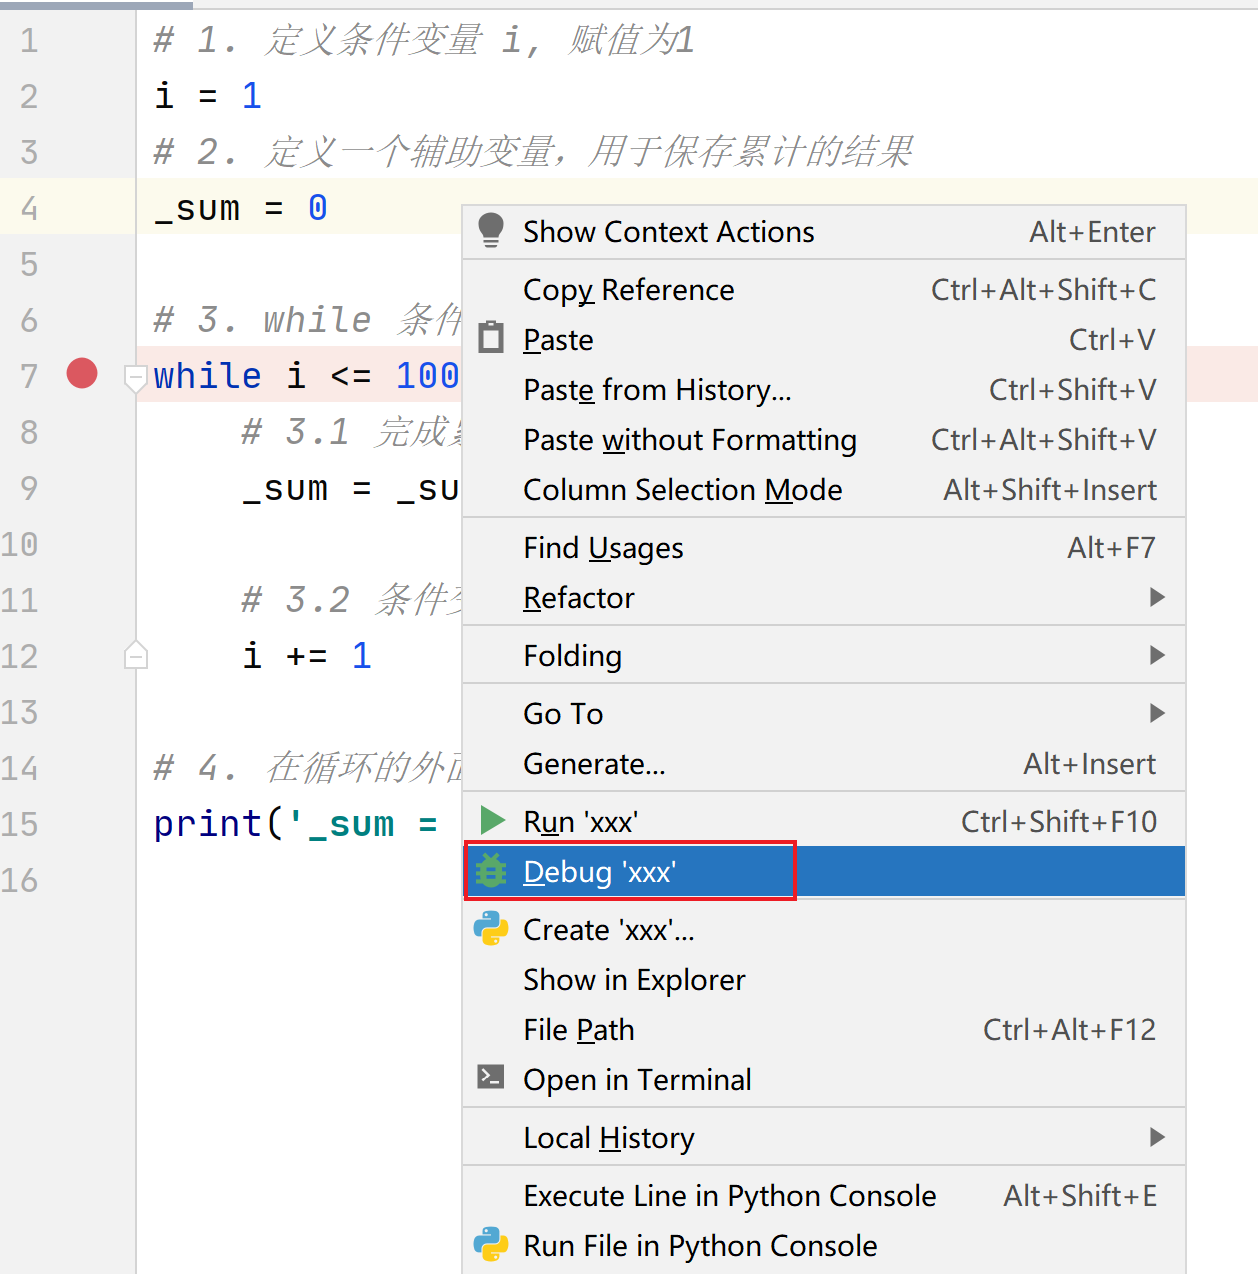 1 # 1. 定义条件变量 i, 赋值为1
2 i = 1
3 # 2. 定义一个辅助变量，用于保存累计的结果
4 _sum = 0
5
6 # 3. while 条件
7 while i <= 100
8 # 3.1 完成
9 _sum = _su
10
11 # 3.2 条件
12 i += 1
13
14 # 4. 在循环的外
15 print('_sum =
16
Show Context Actions Alt+Enter
Copy Reference Ctrl+Alt+Shift+C
Paste Ctrl+V
Paste from History... Ctrl+Shift+V
Paste without Formatting Ctrl+Alt+Shift+V
Column Selection Mode Alt+Shift+Insert
Find Usages Alt+F7
Refactor
Folding
Go To
Generate... Alt+Insert
Run 'xxx' Ctrl+Shift+F10
Debug 'xxx'
Create 'xxx'...
Show in Explorer
File Path Ctrl+Alt+F12
Open in Terminal
Local History
Execute Line in Python Console Alt+Shift+E
Run File in Python Console